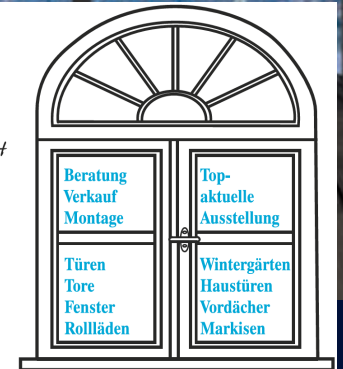 Beratung
Verkauf
Montage
Türen
Tore
Fenster
Rollläden
Top-
aktuelle
Ausstellung
Wintergärten
Haustüren
Vordächer
Markisen